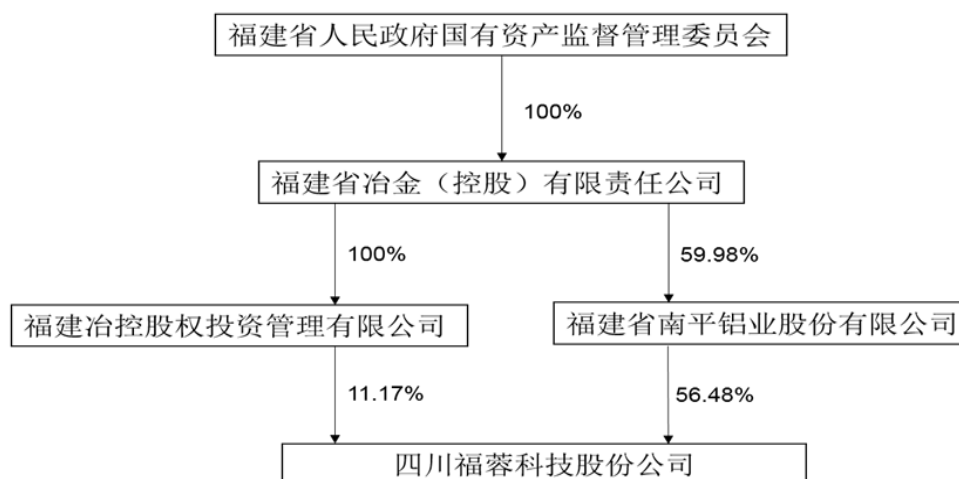 福建省人民政府国有资产监督管理委员会
100%
福建省冶金（控股）有限责任公司
100%
59.98%
福建冶控股权投资管理有限公司
福建省南平铝业股份有限公司
11.17%
56.48%
四川福蓉科技股份公司